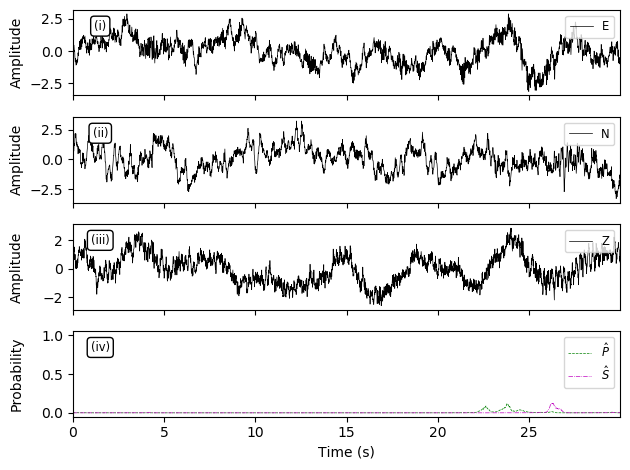 Amplitude
2.5
0.0
−2.5
(i)
E
Amplitude
2.5
0.0
−2.5
(ii)
N
Amplitude
2
0
−2
(iii)
Z
Probability
1.0
0.5
0.0
(iv)
P̂
Ŝ
0 5 10 15 20 25
Time (s)